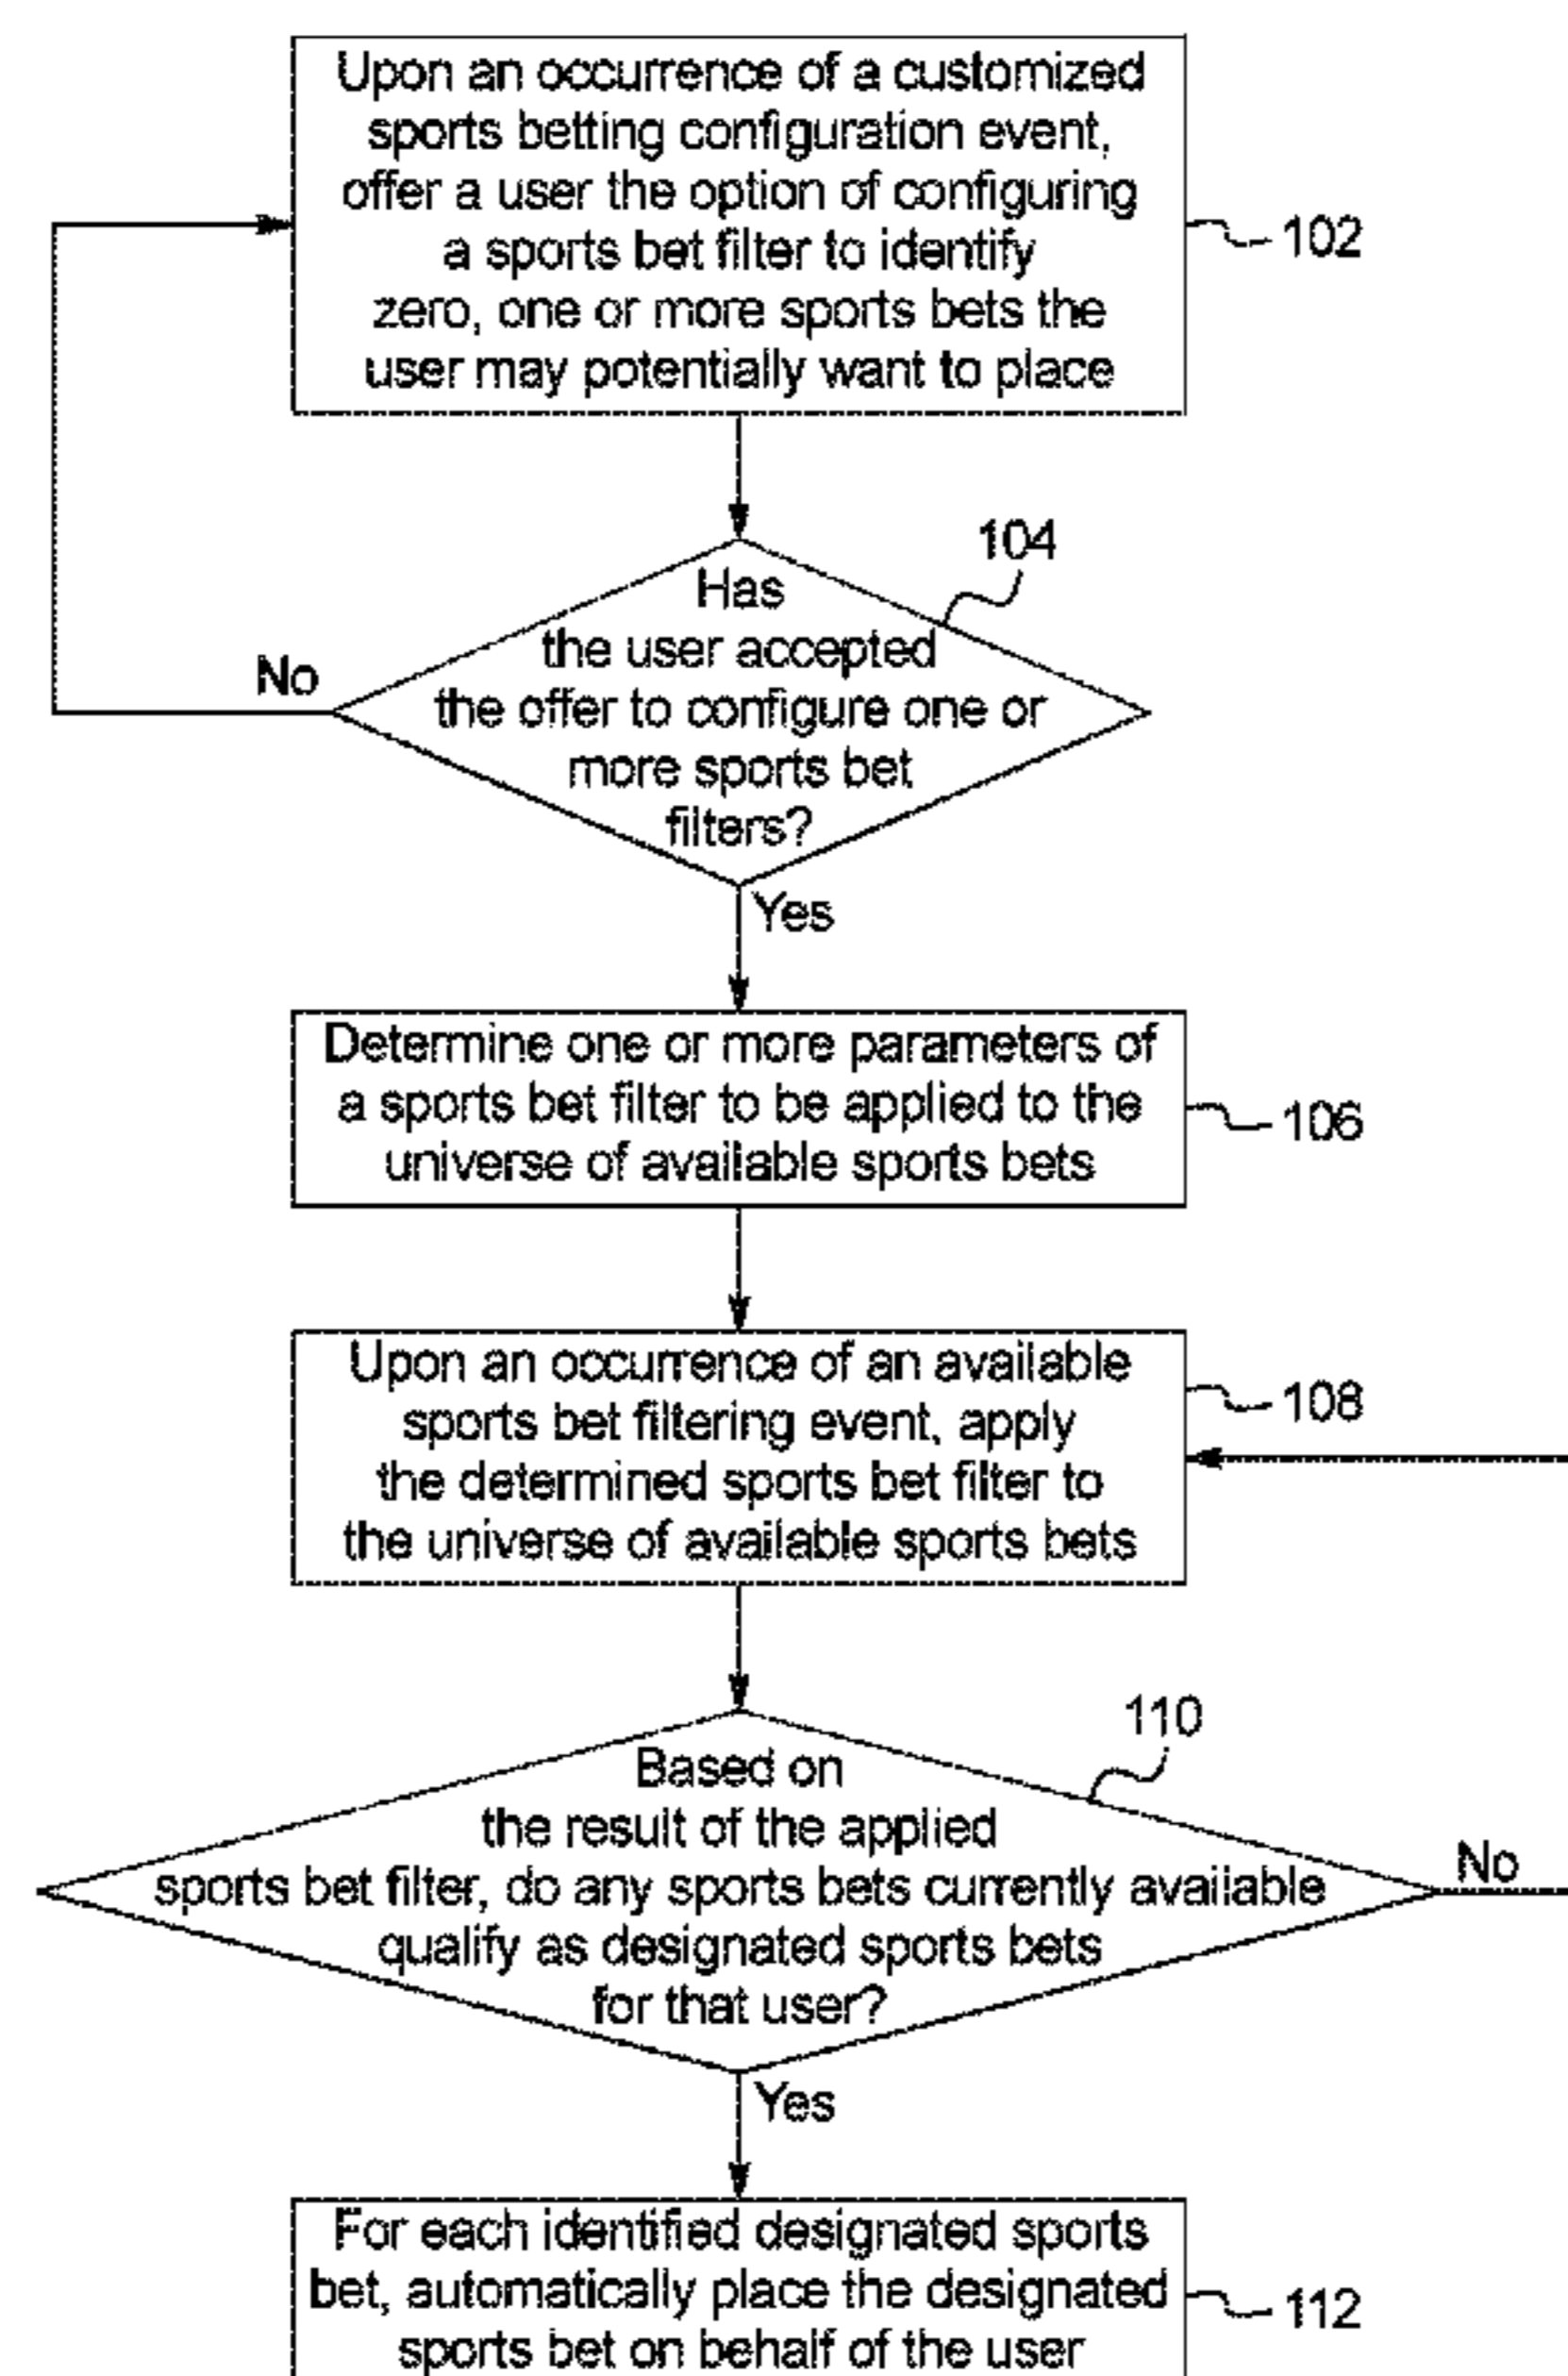 Upon an occurrence of a customized
sports betting configuration event,
offer a user the option of configuring
a sports bet filter to identify
zero, one or more sports bets the
user may potentially want to place
102
104
Has
the user accepted
the offer to configure one or
more sports bet
filters?
No
Yes
Determine one or more parameters of
a sports bet filter to be applied to the
universe of available sports bets
106
Upon an occurrence of an available
sports bet filtering event, apply
the determined sports bet filter to
the universe of available sports bets
108
110
Based on
the result of the applied
sports bet filter, do any sports bets currently available
qualify as designated sports bets
for that user?
No
Yes
For each identified designated sports
bet, automatically place the designated
sports bet on behalf of the user
112